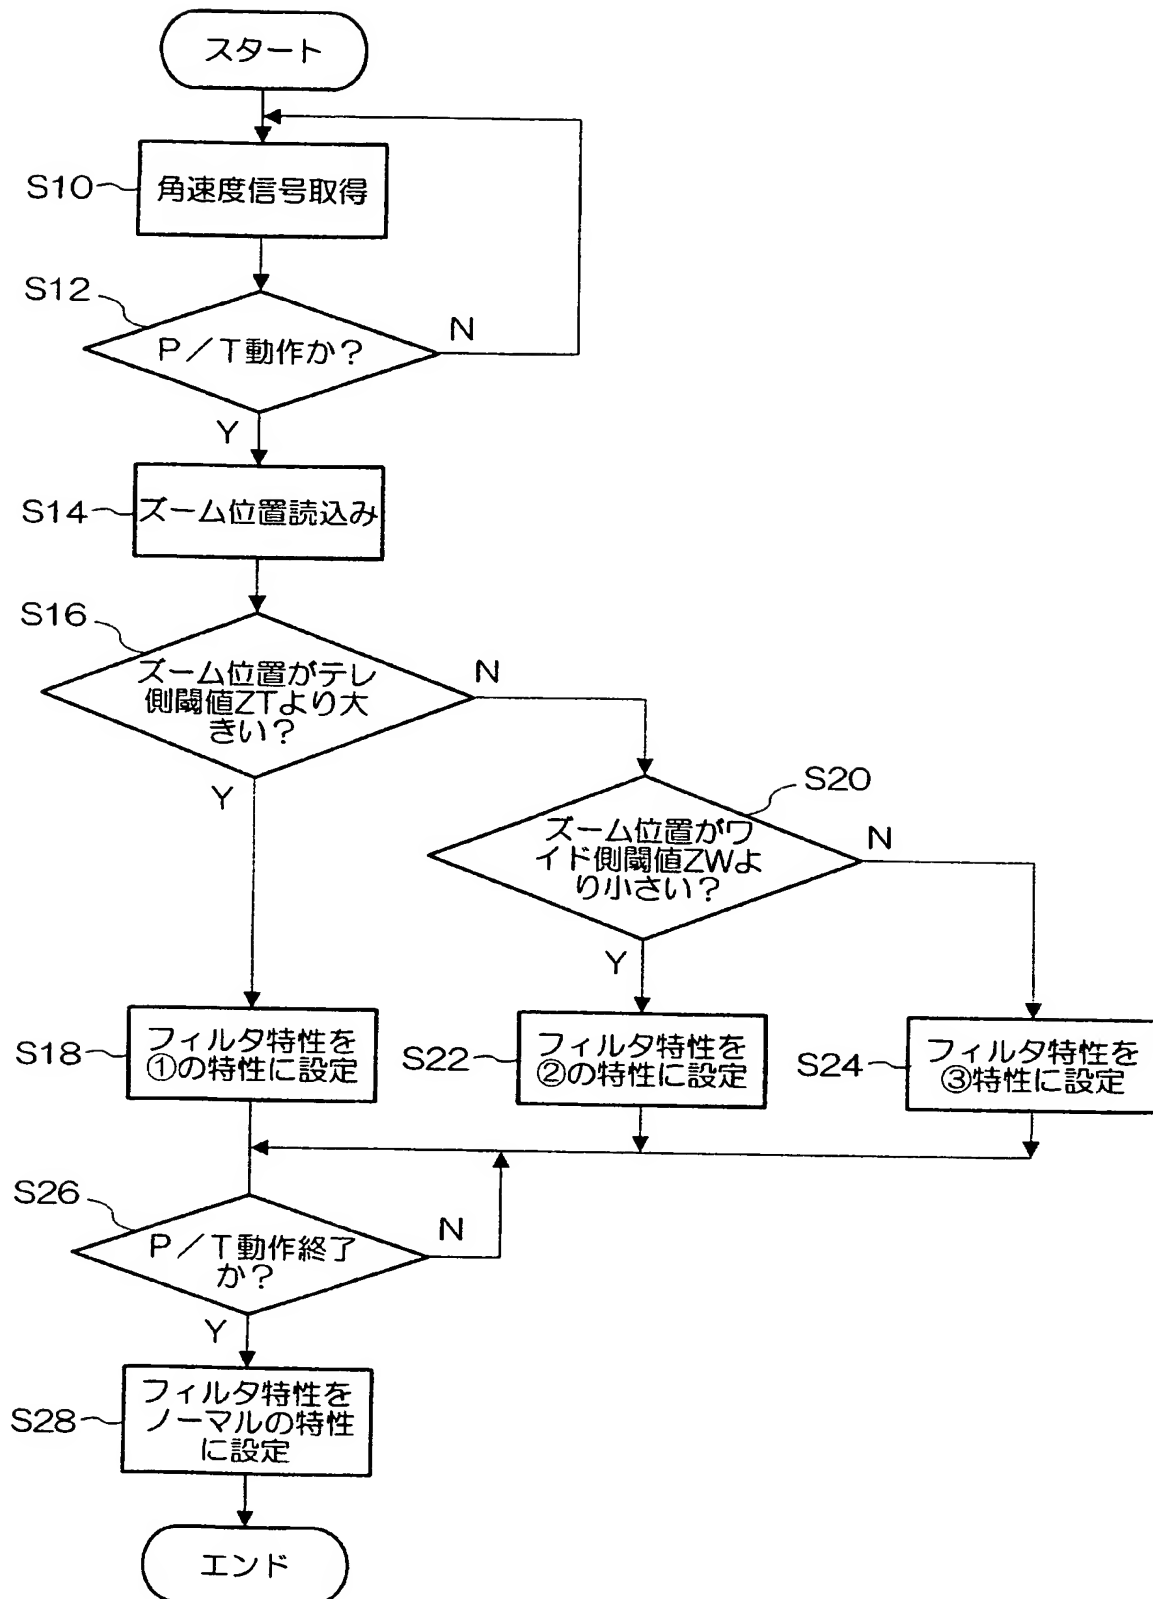 スタート
S10
角速度信号取得
S12
P/T動作か?
N
Y
S14
ズーム位置読込み
S16
ズーム位置がテレ
側閾値ZTより大
きい?
N
Y
S20
ズーム位置がワ
イド側閾値ZWよ
り小さい?
N
Y
S18
フィルタ特性を
①の特性に設定
S22
フィルタ特性を
②の特性に設定
S24
フィルタ特性を
③特性に設定
S26
P/T動作終了
か?
N
Y
S28
フィルタ特性を
ノーマルの特性
に設定
エンド